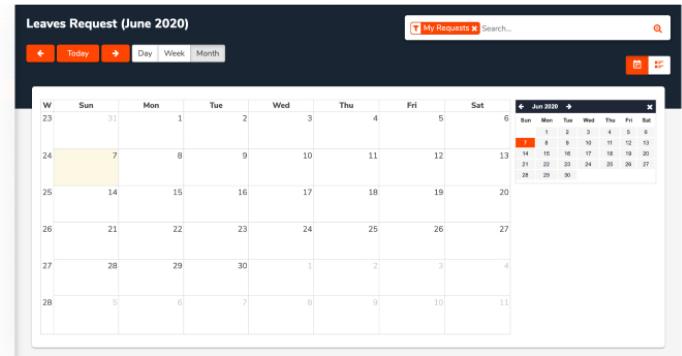 Leaves Request (June 2020)
My Requests x Search...
Today Day Week Month
W Sun Mon Tue Wed Thu Fri Sat
23 31 1 2 3 4 5 6
24 7 8 9 10 11 12 13
25 14 15 16 17 18 19 20
26 21 22 23 24 25 26 27
27 28 29 30 1 2 3 4
28 5 6 7 8 9 10 11
Jun 2020 x
Sun Mon Tue Wed Thu Fri Sat
1 2 3 4 5 6
7 8 9 10 11 12 13
14 15 16 17 18 19 20
21 22 23 24 25 26 27
28 29 30